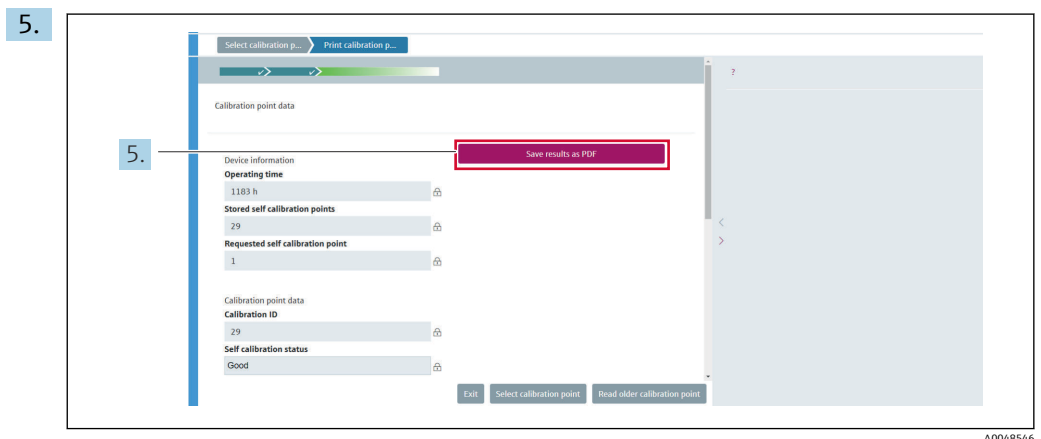 5.
Select calibration p...
Print calibration p...
?
Calibration point data
5.
Save results as PDF
Device information
Operating time
1183 h
Stored self calibration points
29
Requested self calibration point
1
Calibration point data
Calibration ID
29
Self calibration status
Good
Exit
Select calibration point
Read older calibration point
A0048546